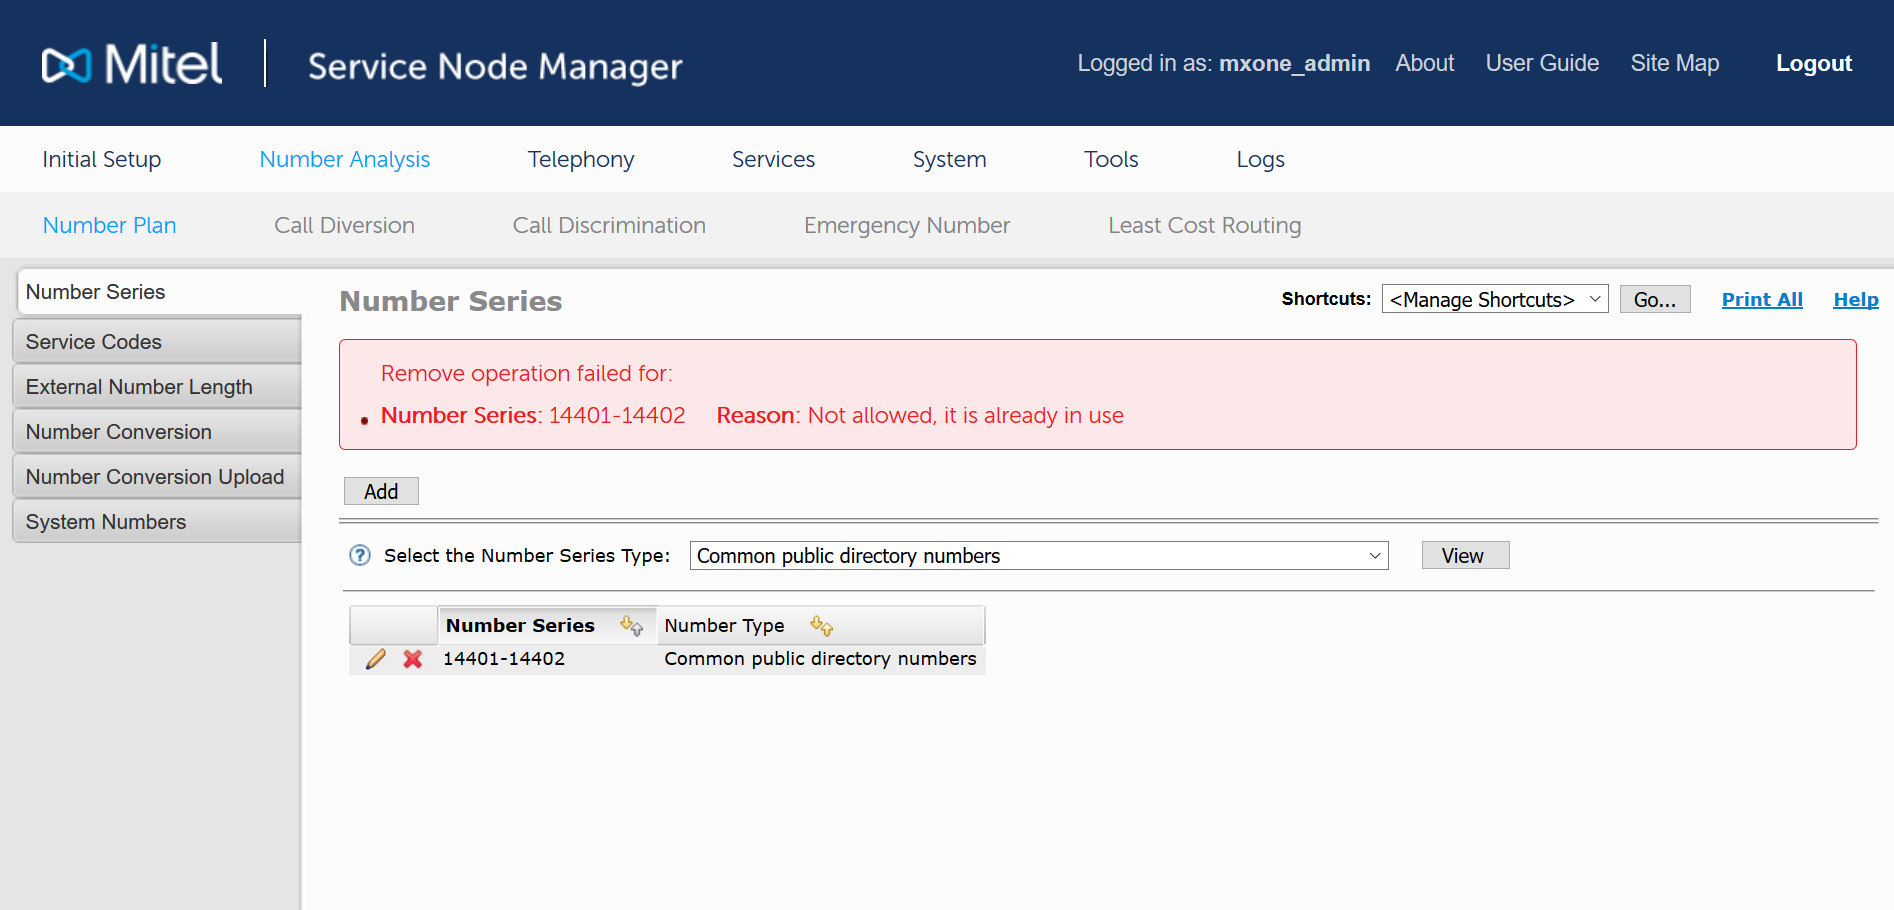 Mitel | Service Node Manager
Logged in as: mxone_admin About User Guide Site Map Logout
Initial Setup Number Analysis Telephony Services System Tools Logs
Number Plan Call Diversion Call Discrimination Emergency Number Least Cost Routing
Number Series
Service Codes
External Number Length
Number Conversion
Number Conversion Upload
System Numbers
Number Series
Shortcuts: <Manage Shortcuts> Go... Print All Help
Remove operation failed for:
Number Series: 14401-14402 Reason: Not allowed, it is already in use
Add
Select the Number Series Type: Common public directory numbers View
Number Series Number Type
14401-14402 Common public directory numbers